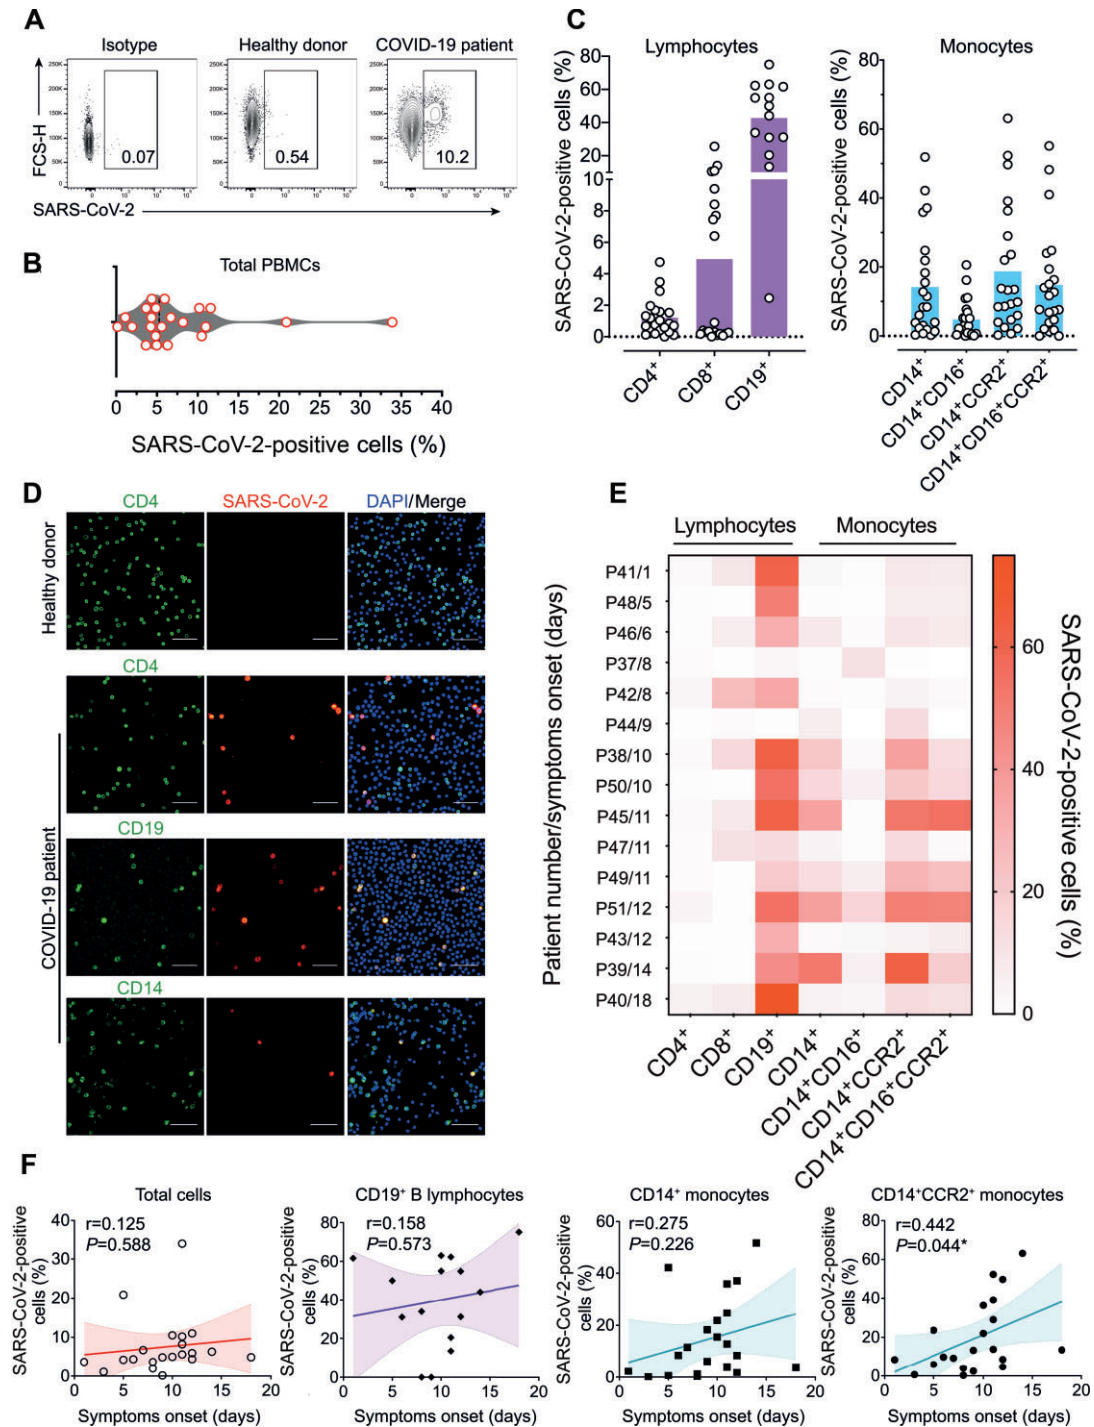 A
Isotype
Healthy donor
COVID-19 patient
FCS-H
250K
200K
150K
100K
50K
0
0.07
0.54
10.2
SARS-CoV-2
B
Total PBMCs
0 5 10 15 20 25 30 35 40
SARS-CoV-2-positive cells (%)
C
Lymphocytes
SARS-CoV-2-positive cells (%)
80
60
40
20
10
8
6
4
2
0
CD4+
CD8+
CD19+
Monocytes
SARS-CoV-2-positive cells (%)
80
60
40
20
0
CD14+
CD14+CD16+
CD14+CCR2+
CD14+CD16+CCR2+
D
CD4
SARS-CoV-2
DAPI/Merge
Healthy donor
CD4
COVID-19 patient
CD19
CD14
E
Lymphocytes
Monocytes
Patient number/symptoms onset (days)
P41/1
P48/5
P46/6
P37/8
P42/8
P44/9
P38/10
P50/10
P45/11
P47/11
P49/11
P51/12
P43/12
P39/14
P40/18
CD4+
CD8+
CD19+
CD14+
CD14+CD16+
CD14+CCR2+
CD14+CD16+CCR2+
60
40
20
0
SARS-CoV-2-positive cells (%)
F
Total cells
r=0.125
P=0.588
SARS-CoV-2-positive
cells (%)
40
30
20
10
0
0 5 10 15 20
Symptoms onset (days)
CD19+ B lymphocytes
r=0.158
P=0.573
SARS-CoV-2-positive
cells (%)
80
60
40
20
0
0 5 10 15 20
Symptoms onset (days)
CD14+ monocytes
r=0.275
P=0.226
SARS-CoV-2-positive
cells (%)
60
40
20
0
0 5 10 15 20
Symptoms onset (days)
CD14+CCR2+ monocytes
r=0.442
P=0.044*
SARS-CoV-2-positive
cells (%)
80
60
40
20
0
0 5 10 15 20
Symptoms onset (days)